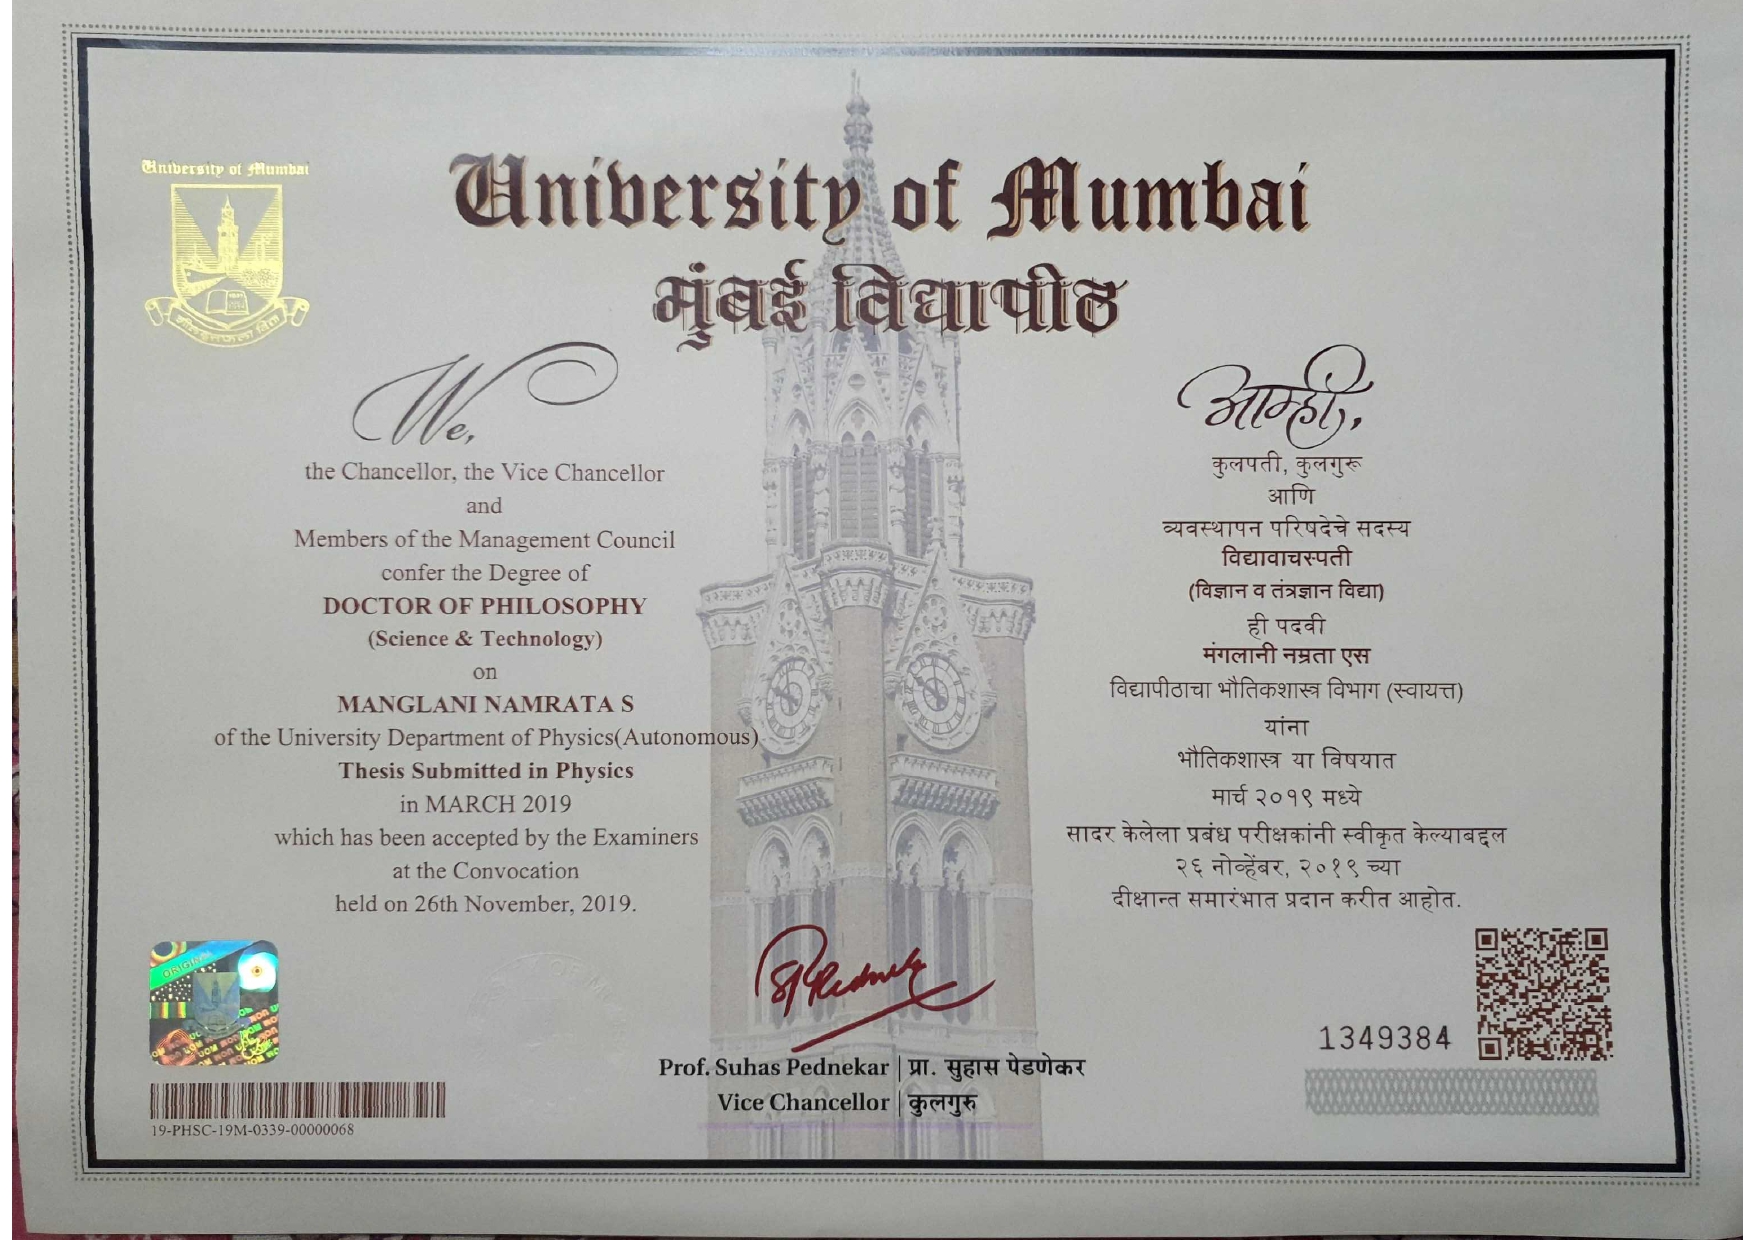 University of Mumbai
University of Mumbai
मुंबई विद्यापीठ
We,
the Chancellor, the Vice Chancellor
and
Members of the Management Council
confer the Degree of
DOCTOR OF PHILOSOPHY
(Science & Technology)
on
MANGLANI NAMRATA S
of the University Department of Physics(Autonomous)
Thesis Submitted in Physics
in MARCH 2019
which has been accepted by the Examiners
at the Convocation
held on 26th November, 2019.
आम्ही,
कुलपती, कुलगुरू
आणि
व्यवस्थापन परिषदेचे सदस्य
विद्यावाचस्पती
(विज्ञान व तंत्रज्ञान विद्या)
ही पदवी
मंगलानी नम्रता एस
विद्यापीठाचा भौतिकशास्त्र विभाग (स्वायत्त)
यांना
भौतिकशास्त्र या विषयात
मार्च २०१९ मध्ये
सादर केलेला प्रबंध परीक्षकांनी स्वीकृत केल्याबद्दल
२६ नोव्हेंबर, २०१९ च्या
दीक्षान्त समारंभात प्रदान करीत आहोत.
ORIGINAL
SPPednekar
1349384
Prof. Suhas Pednekar | प्रा. सुहास पेडणेकर
Vice Chancellor | कुलगुरु
19-PHSC-19M-0339-00000068